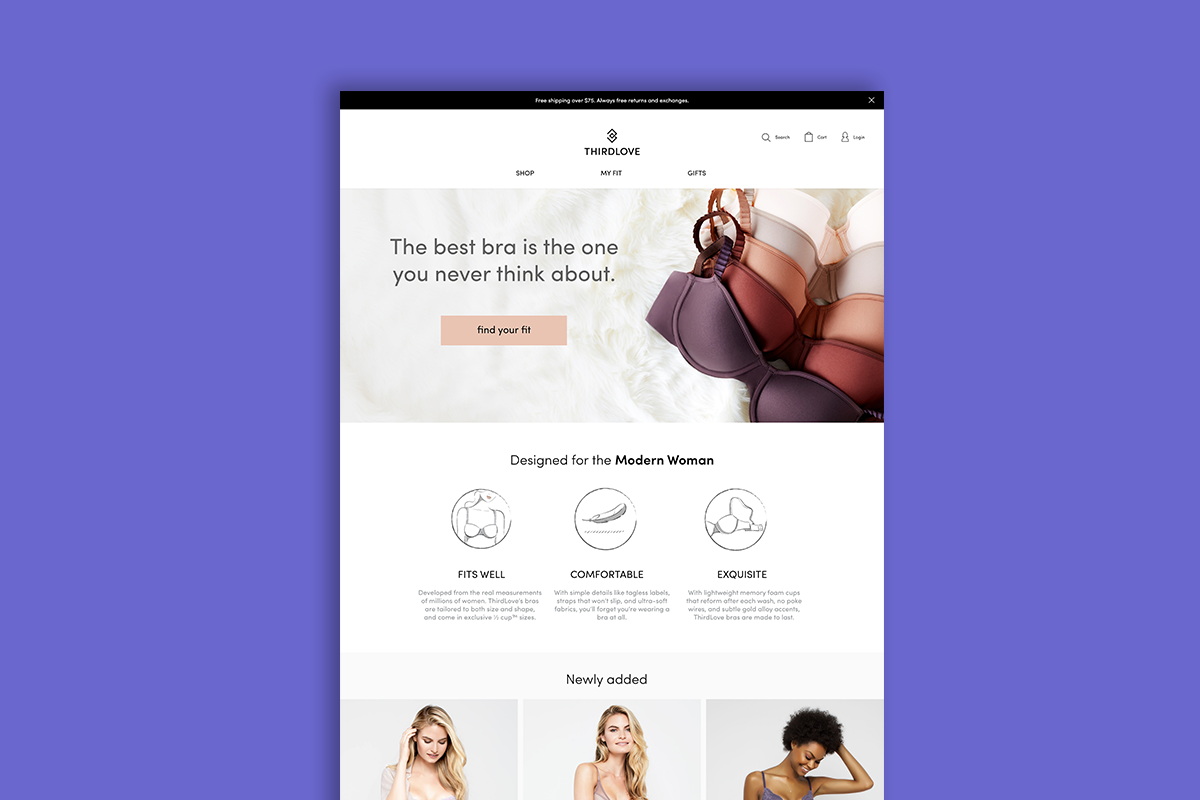 Free shipping over $75. Always free returns and exchanges.
Search
Cart
Login
THIRDLOVE
SHOP
MY FIT
GIFTS
The best bra is the one
you never think about.
find your fit
Designed for the Modern Woman
FITS WELL
Developed from the real measurements
of millions of women. ThirdLove's bras
are tailored to both size and shape,
and come in exclusive ½ cup™ sizes.
COMFORTABLE
With simple details like tagless labels,
straps that won't slip, and ultra-soft
fabrics, you'll forget you're wearing a
bra at all.
EXQUISITE
With lightweight memory foam cups
that reform after each wash, no poke
wires, and subtle gold alloy accents,
ThirdLove bras are made to last.
Newly added